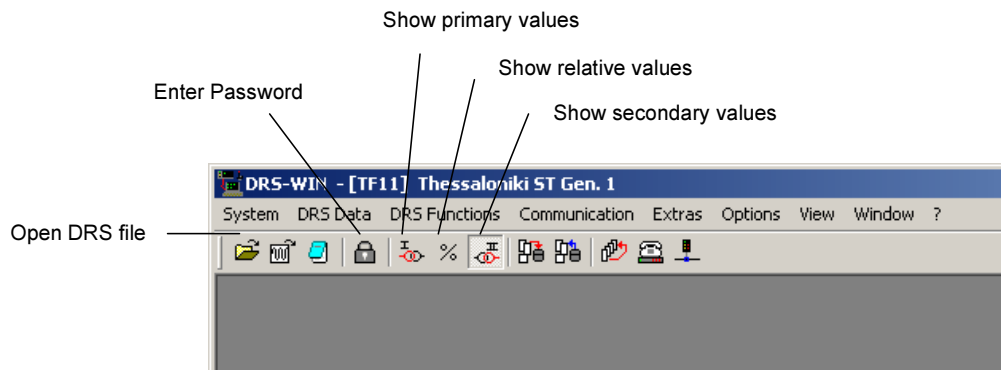 Show primary values
Show relative values
Enter Password
Show secondary values
DRS-WIN - [TF11] Thessaloniki ST Gen. 1
System DRS Data DRS Functions Communication Extras Options View Window ?
Open DRS file
I % II